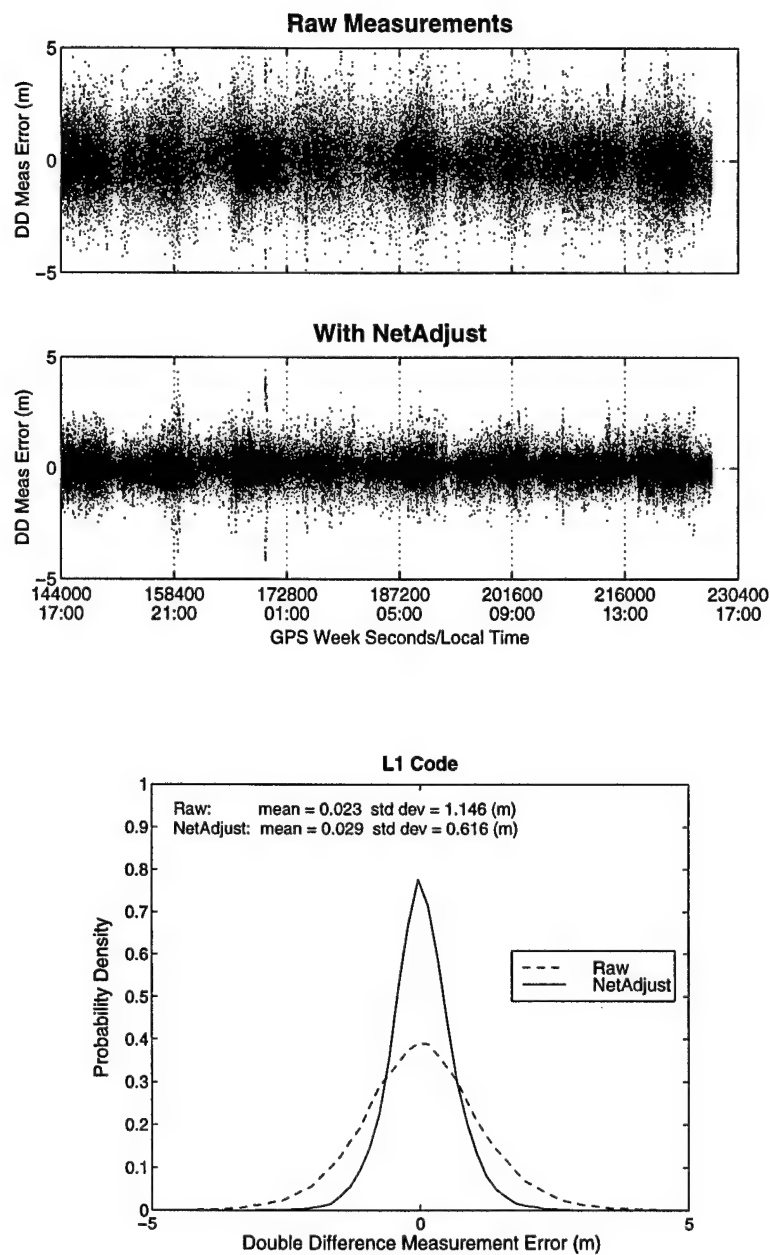 Raw Measurements
5
0
−5
DD Meas Error (m)
With NetAdjust
5
0
−5
DD Meas Error (m)
144000 158400 172800 187200 201600 216000 230400
17:00 21:00 01:00 05:00 09:00 13:00 17:00
GPS Week Seconds/Local Time
L1 Code
1
0.9
0.8
0.7
0.6
0.5
0.4
0.3
0.2
0.1
0
Probability Density
Raw: mean = 0.023 std dev = 1.146 (m)
NetAdjust: mean = 0.029 std dev = 0.616 (m)
Raw
NetAdjust
−5 0 5
Double Difference Measurement Error (m)